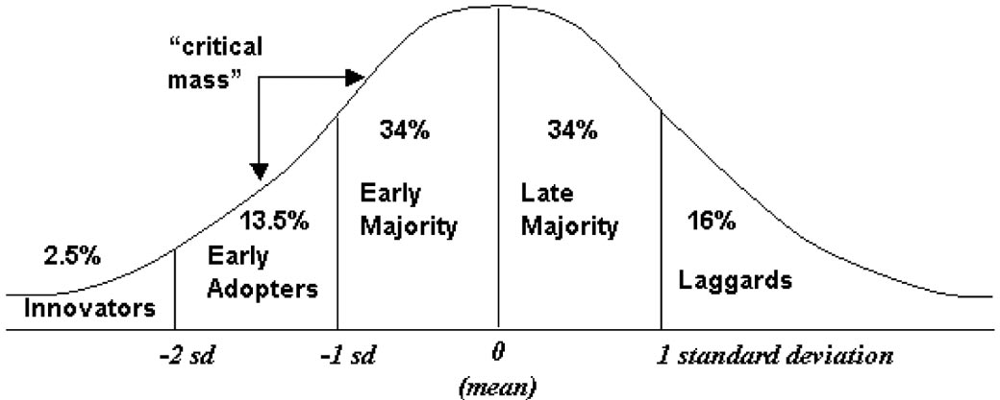 “critical
mass”
34%
34%
Early
Majority
Late
Majority
13.5%
16%
2.5%
Early
Adopters
Laggards
Innovators
-2 sd
-1 sd
0
1 standard deviation
(mean)